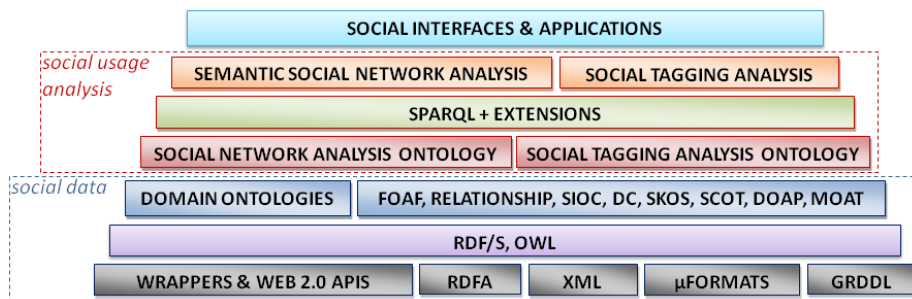 SOCIAL INTERFACES & APPLICATIONS
social usage
analysis
SEMANTIC SOCIAL NETWORK ANALYSIS SOCIAL TAGGING ANALYSIS
SPARQL + EXTENSIONS
SOCIAL NETWORK ANALYSIS ONTOLOGY SOCIAL TAGGING ANALYSIS ONTOLOGY
social data
DOMAIN ONTOLOGIES FOAF, RELATIONSHIP, SIOC, DC, SKOS, SCOT, DOAP, MOAT
RDF/S, OWL
WRAPPERS & WEB 2.0 APIS RDFA XML µFORMATS GRDDL